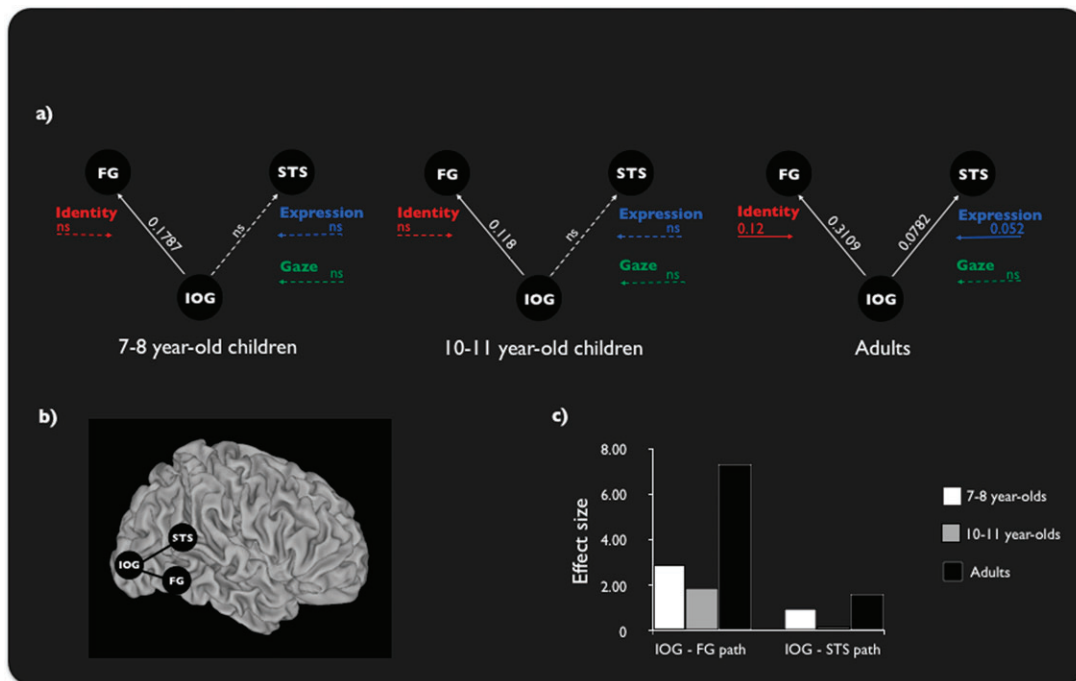 a)
FG
STS
Identity
ns
0.1787
ns
Expression
ns
Gaze
ns
IOG
7-8 year-old children
FG
STS
Identity
ns
0.118
ns
Expression
ns
Gaze
ns
IOG
10-11 year-old children
FG
STS
Identity
0.12
0.3109
0.0782
Expression
0.052
Gaze
ns
IOG
Adults
b)
STS
IOG
FG
c)
8.00
6.00
4.00
2.00
0
Effect size
IOG - FG path
IOG - STS path
7-8 year-olds
10-11 year-olds
Adults